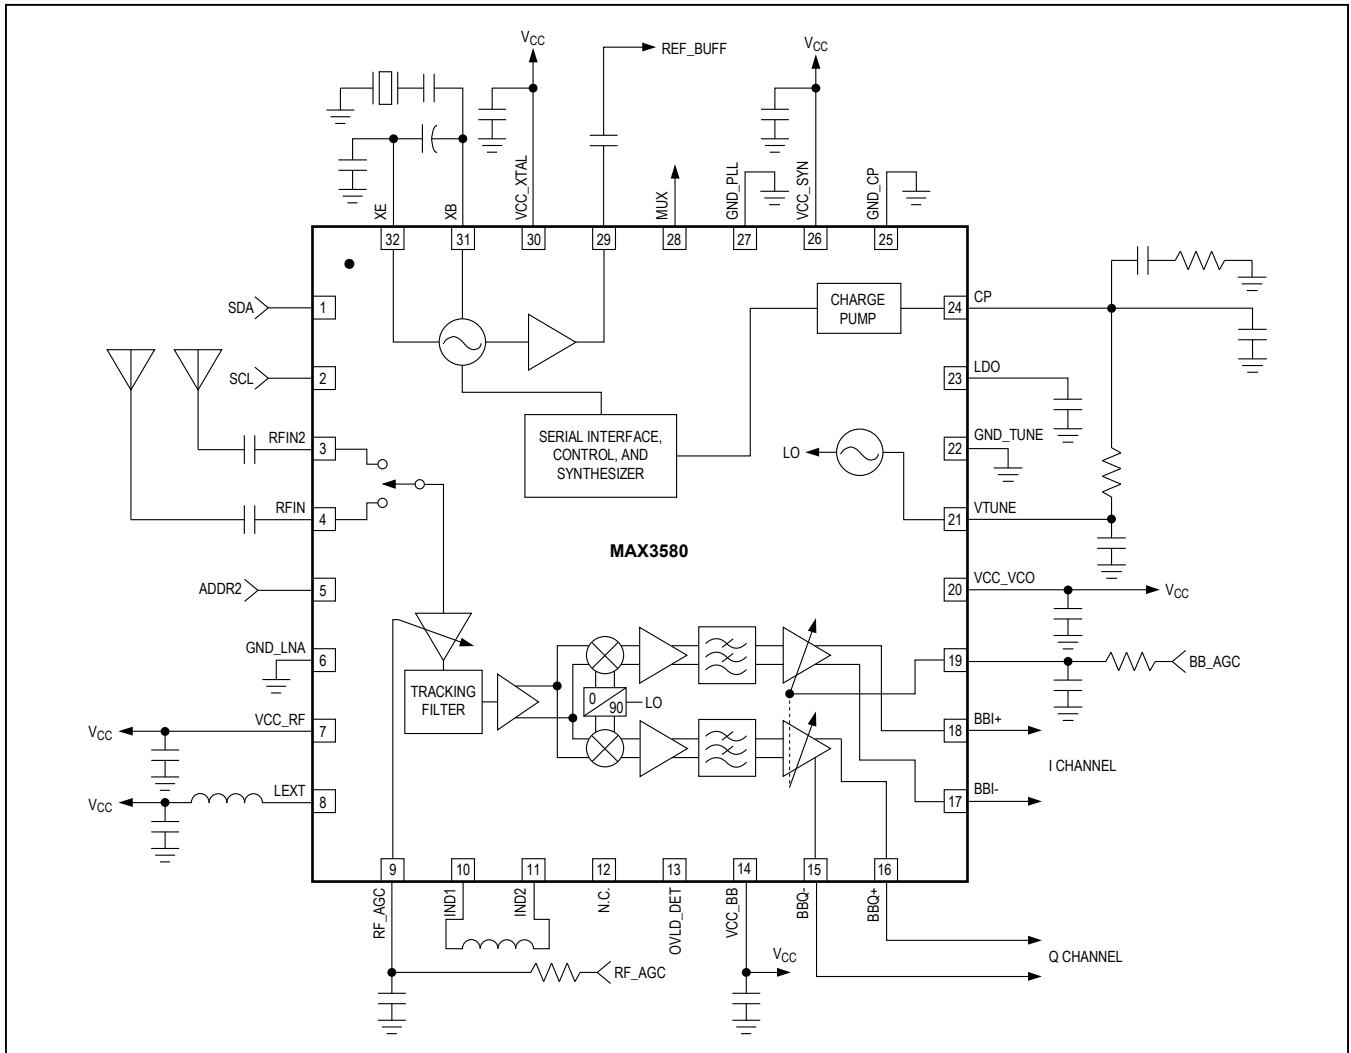 VCC
REF_BUFF
VCC
XE
XB
VCC_XTAL
MUX
GND_PLL
VCC_SYN
GND_CP
32
31
30
29
28
27
26
25
SDA
1
SCL
2
RFIN2
3
RFIN
4
ADDR2
5
GND_LNA
6
VCC
VCC_RF
7
VCC
LEXT
8
CHARGE
PUMP
24
CP
23
LDO
SERIAL INTERFACE,
CONTROL, AND
SYNTHESIZER
LO
22
GND_TUNE
21
VTUNE
MAX3580
20
VCC_VCO
VCC
19
BB_AGC
TRACKING
FILTER
0
90
LO
18
BBI+
I CHANNEL
17
BBI-
9
10
11
12
13
14
15
16
RF_AGC
IND1
IND2
N.C.
OVLD_DET
VCC_BB
BBQ-
BBQ+
RF_AGC
VCC
Q CHANNEL